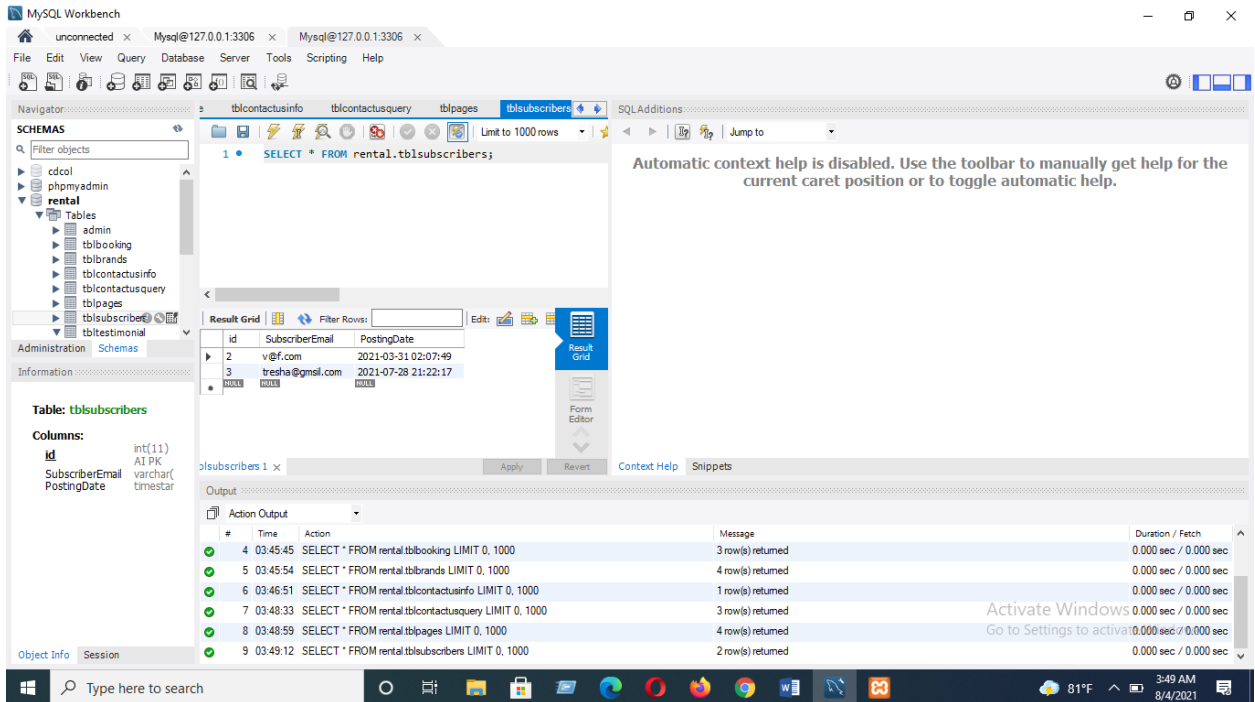 MySQL Workbench
unconnected × Mysql@127.0.0.1:3306 × Mysql@127.0.0.1:3306 ×
File Edit View Query Database Server Tools Scripting Help
Navigator
SCHEMAS
Filter objects
cdcol
phpmyadmin
rental
Tables
admin
tblbooking
tblbrands
tblcontactusinfo
tblcontactusquery
tblpages
tblsubscribers
tbltestimonial
Administration Schemas
Information
Table: tblsubscribers
Columns:
id int(11) AI PK
SubscriberEmail varchar(
PostingDate timestar
Object Info Session
e tblcontactusinfo tblcontactusquery tblpages tblsubscribers
Limit to 1000 rows
1 SELECT * FROM rental.tblsubscribers;
Result Grid Filter Rows: Edit:
id SubscriberEmail PostingDate
2 v@f.com 2021-03-31 02:07:49
3 tresha@gmsil.com 2021-07-28 21:22:17
NULL NULL NULL
Result Grid
Form Editor
blsubscribers 1 × Apply Revert
SQLAdditions
Jump to
Automatic context help is disabled. Use the toolbar to manually get help for the
current caret position or to toggle automatic help.
Context Help Snippets
Output
Action Output
# Time Action Message Duration / Fetch
4 03:45:45 SELECT * FROM rental.tblbooking LIMIT 0, 1000 3 row(s) returned 0.000 sec / 0.000 sec
5 03:45:54 SELECT * FROM rental.tblbrands LIMIT 0, 1000 4 row(s) returned 0.000 sec / 0.000 sec
6 03:46:51 SELECT * FROM rental.tblcontactusinfo LIMIT 0, 1000 1 row(s) returned 0.000 sec / 0.000 sec
7 03:48:33 SELECT * FROM rental.tblcontactusquery LIMIT 0, 1000 3 row(s) returned 0.000 sec / 0.000 sec
8 03:48:59 SELECT * FROM rental.tblpages LIMIT 0, 1000 4 row(s) returned 0.000 sec / 0.000 sec
9 03:49:12 SELECT * FROM rental.tblsubscribers LIMIT 0, 1000 2 row(s) returned 0.000 sec / 0.000 sec
Activate Windows
Go to Settings to activate Windows.
Type here to search
81°F
3:49 AM
8/4/2021